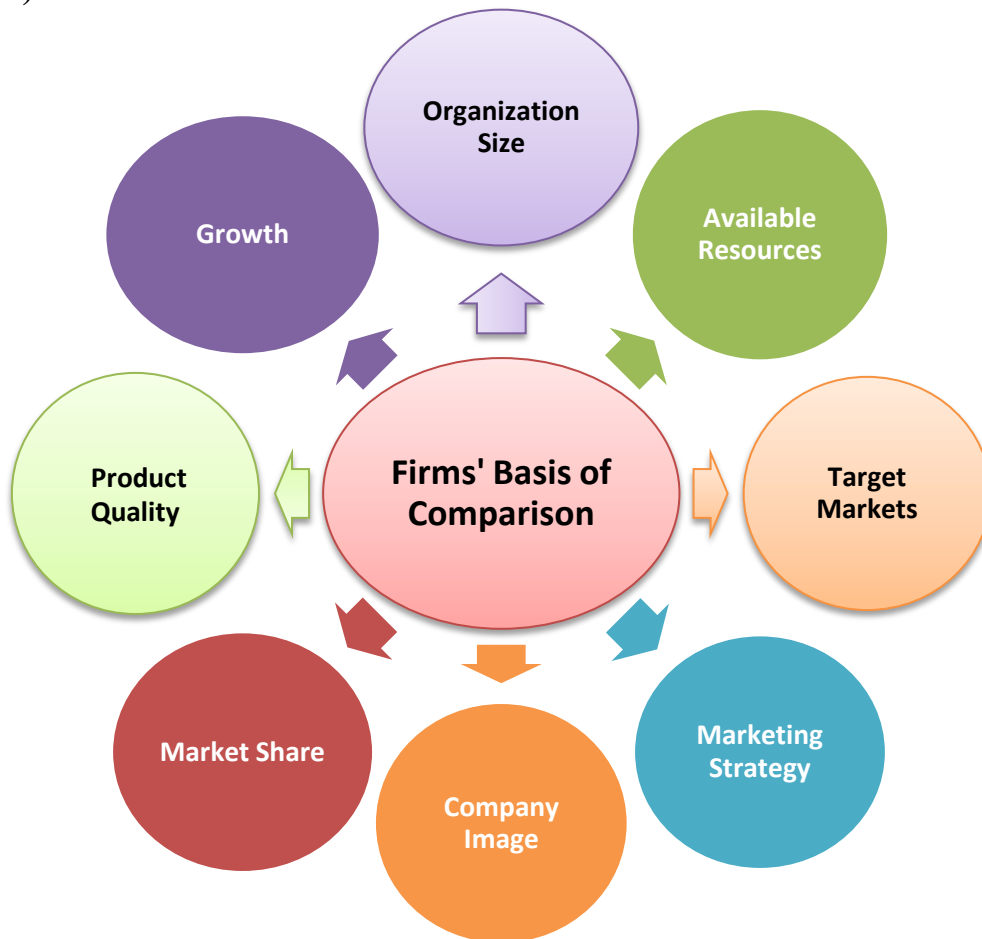 )
Organization
Size
Growth
Available
Resources
Product
Quality
Firms' Basis of
Comparison
Target
Markets
Market Share
Marketing
Strategy
Company
Image